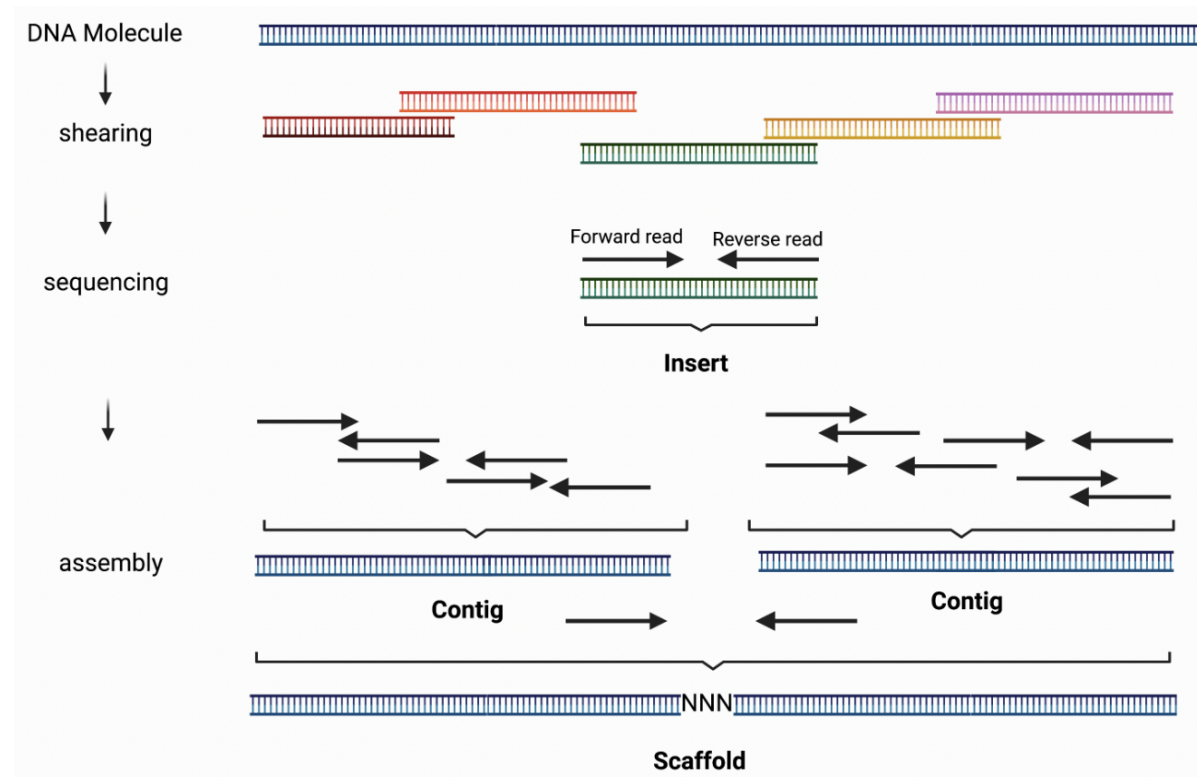 DNA Molecule
shearing
Forward read
Reverse read
sequencing
Insert
assembly
Contig
Contig
NNN
Scaffold